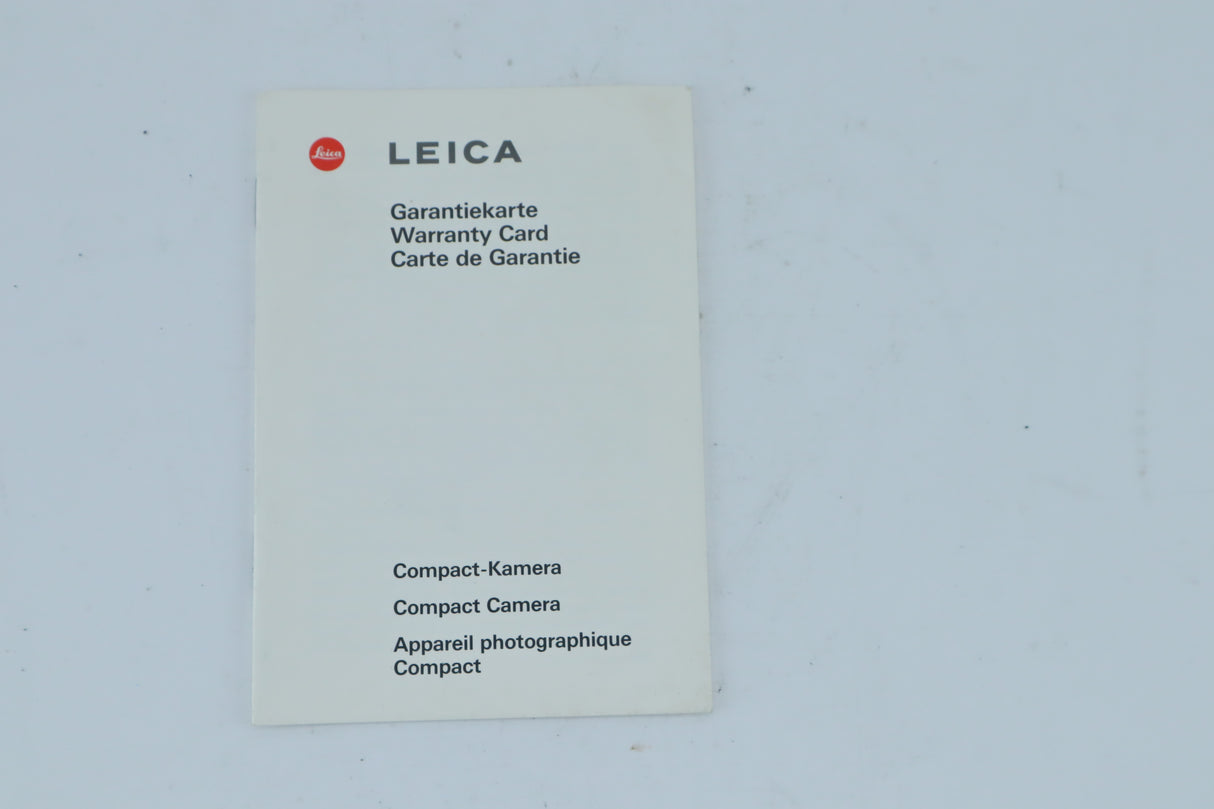 Leica
LEICA
Garantiekarte
Warranty Card
Carte de Garantie
Compact-Kamera
Compact Camera
Appareil photographique
Compact